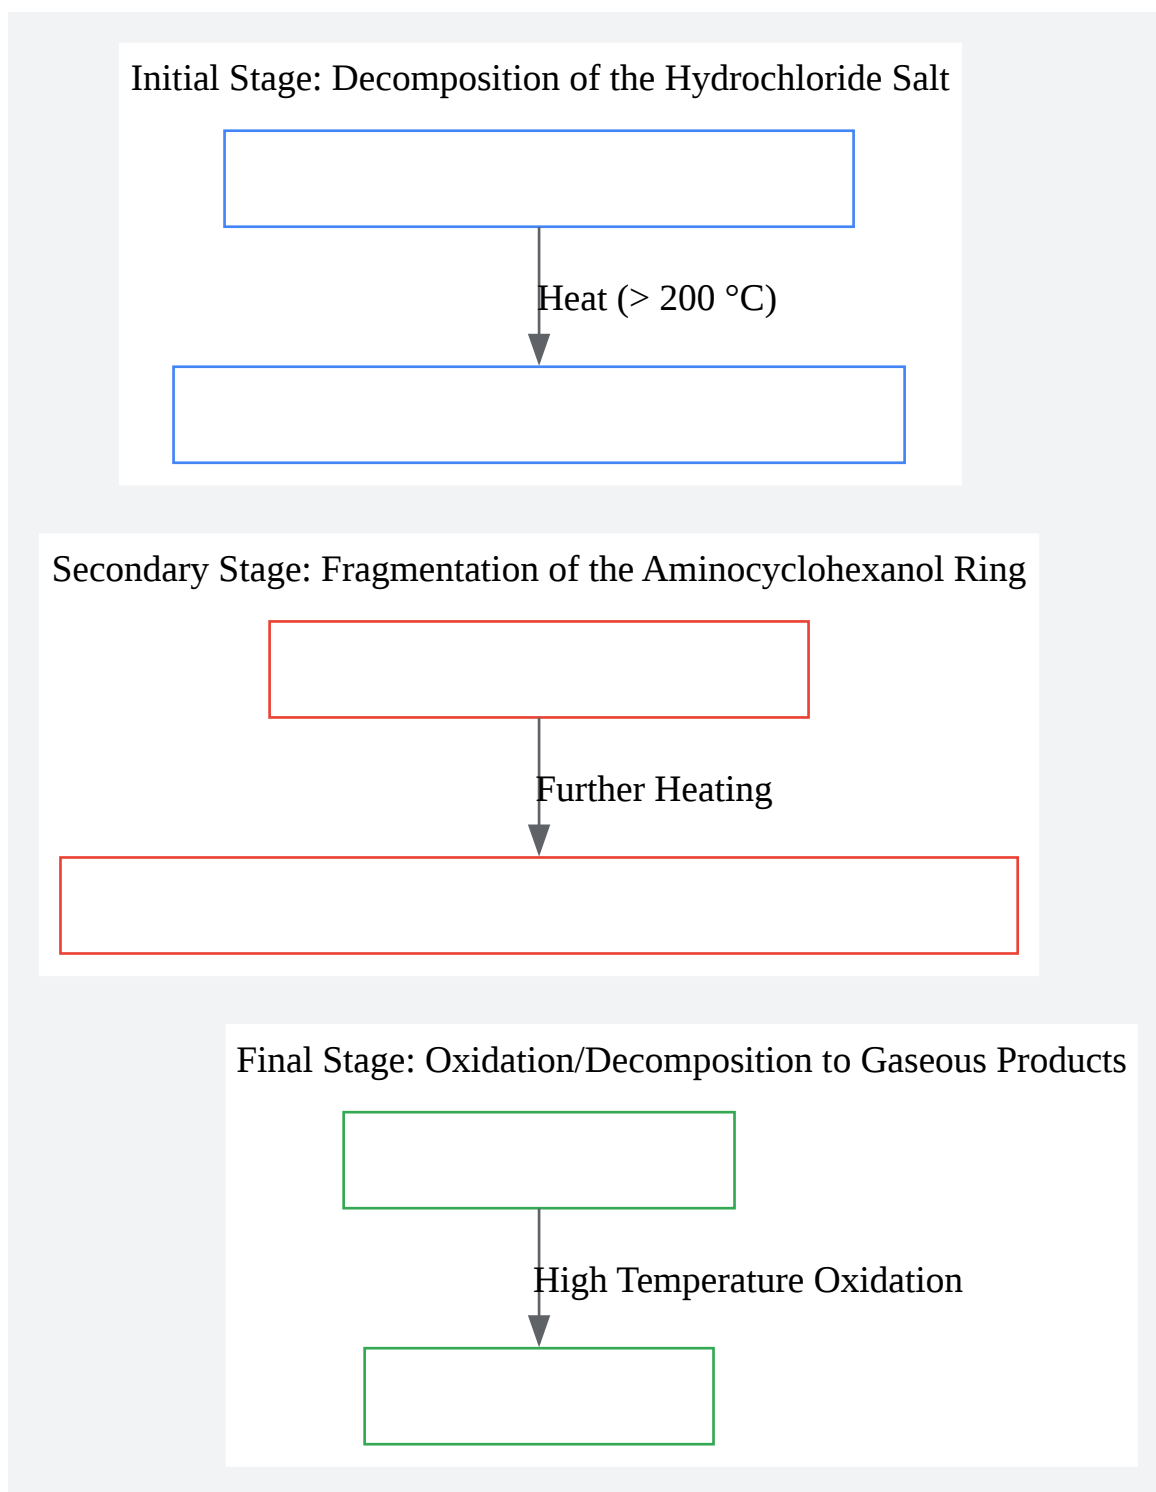 Initial Stage: Decomposition of the Hydrochloride Salt
Heat (> 200 °C)
Secondary Stage: Fragmentation of the Aminocyclohexanol Ring
Further Heating
Final Stage: Oxidation/Decomposition to Gaseous Products
High Temperature Oxidation